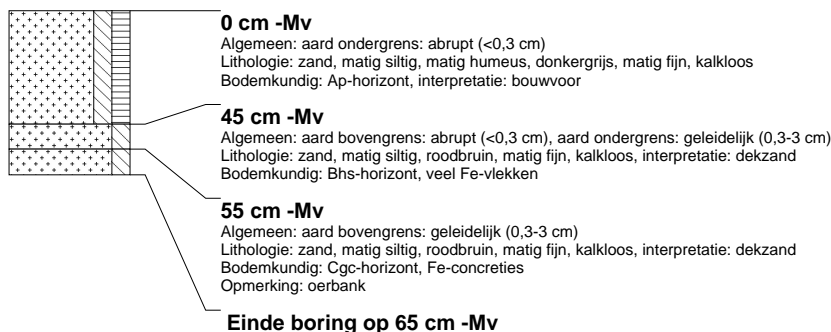 0 cm -Mv
Algemeen: aard ondergrens: abrupt (<0,3 cm)
Lithologie: zand, matig siltig, matig humeus, donkergrijs, matig fijn, kalkloos
Bodemkundig: Ap-horizont, interpretatie: bouwvoor
45 cm -Mv
Algemeen: aard bovengrens: abrupt (<0,3 cm), aard ondergrens: geleidelijk (0,3-3 cm)
Lithologie: zand, matig siltig, roodbruin, matig fijn, kalkloos, interpretatie: dekzand
Bodemkundig: Bhs-horizont, veel Fe-vlekken
55 cm -Mv
Algemeen: aard bovengrens: geleidelijk (0,3-3 cm)
Lithologie: zand, matig siltig, roodbruin, matig fijn, kalkloos, interpretatie: dekzand
Bodemkundig: Cgc-horizont, Fe-concreties
Opmerking: oerbank
Einde boring op 65 cm -Mv